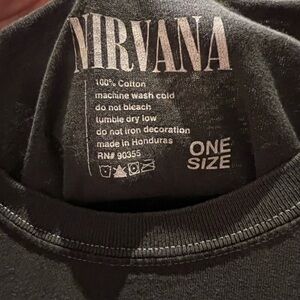 NIRVANA
100% Cotton
machine wash cold
do not bleach
tumble dry low
do not iron decoration
made in Honduras
RN# 90355
ONE
SIZE